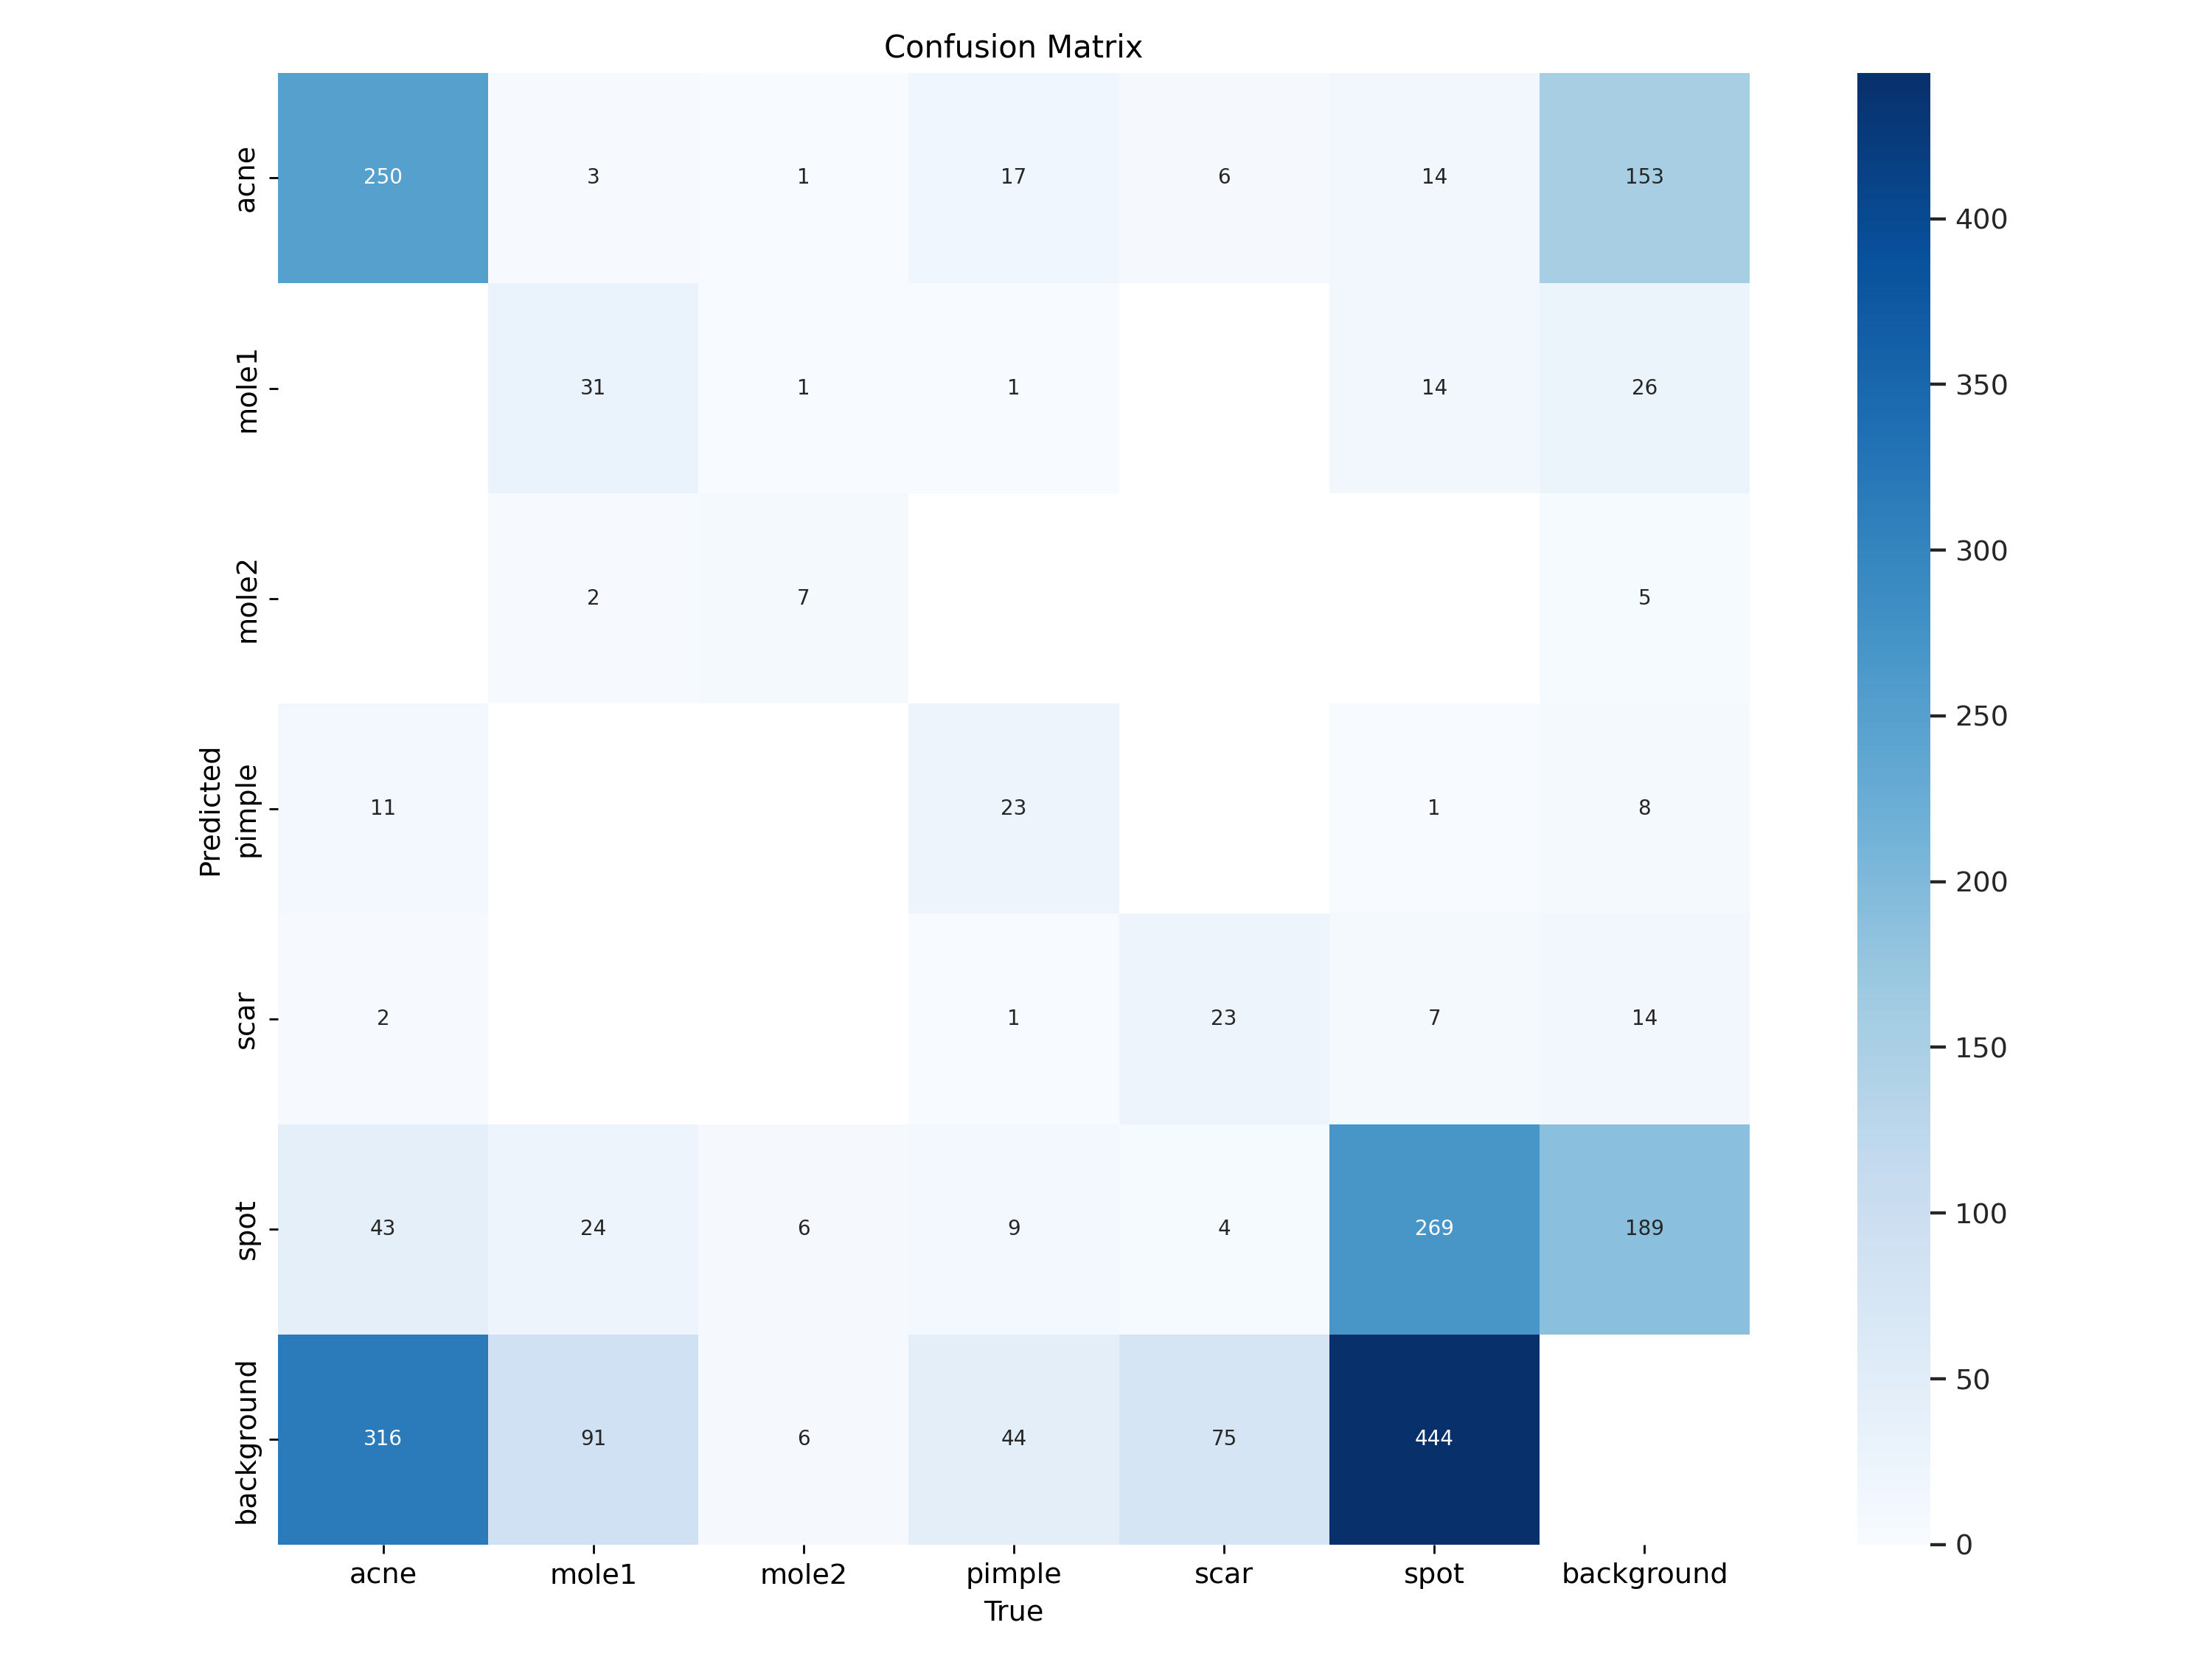 Confusion Matrix
acne 250 3 1 17 6 14 153
mole1 31 1 1 14 26
mole2 2 7 5
pimple 11 23 1 8
scar 2 1 23 7 14
spot 43 24 6 9 4 269 189
background 316 91 6 44 75 444
Predicted
acne mole1 mole2 pimple scar spot background
True
400
350
300
250
200
150
100
50
0